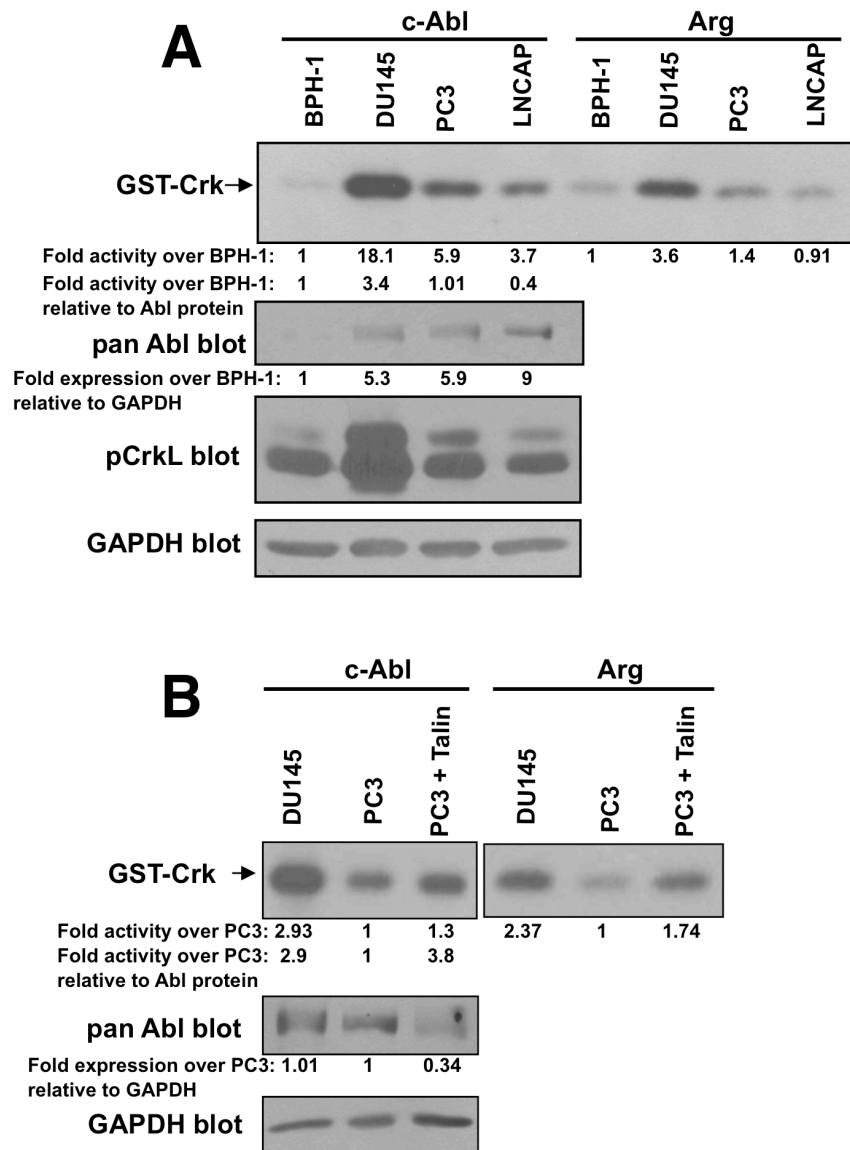 A
c-Abl Arg
BPH-1 DU145 PC3 LNCAP BPH-1 DU145 PC3 LNCAP
GST-Crk
Fold activity over BPH-1: 1 18.1 5.9 3.7 1 3.6 1.4 0.91
Fold activity over BPH-1: 1 3.4 1.01 0.4
relative to Abl protein
pan Abl blot
Fold expression over BPH-1: 1 5.3 5.9 9
relative to GAPDH
pCrkL blot
GAPDH blot
B
c-Abl Arg
DU145 PC3 PC3 + Talin DU145 PC3 PC3 + Talin
GST-Crk
Fold activity over PC3: 2.93 1 1.3 2.37 1 1.74
Fold activity over PC3: 2.9 1 3.8
relative to Abl protein
pan Abl blot
Fold expression over PC3: 1.01 1 0.34
relative to GAPDH
GAPDH blot